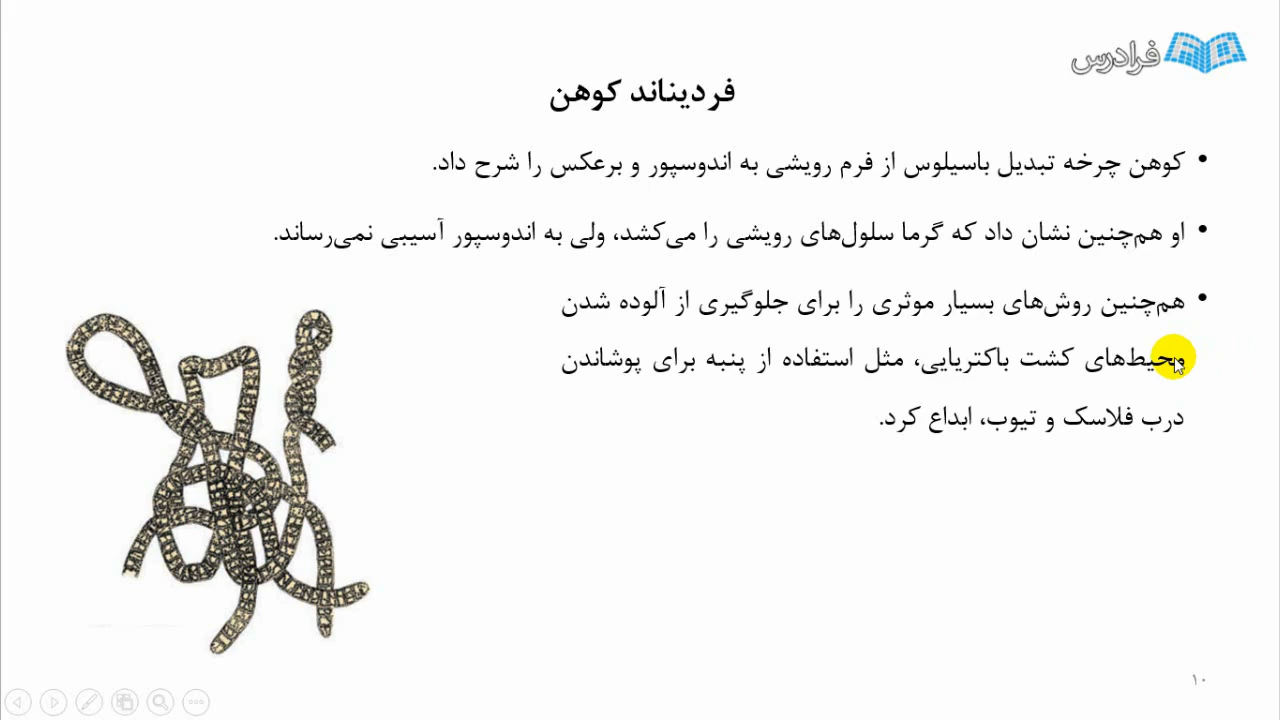 فرادرس
فردیناند کوهن
• کوهن چرخه تبدیل باسیلوس از فرم رویشی به اندوسپور و برعکس را شرح داد.
• او هم‌چنین نشان داد که گرما سلول‌های رویشی را می‌کشد، ولی به اندوسپور آسیبی نمی‌رساند.
• هم‌چنین روش‌های بسیار موثری را برای جلوگیری از آلوده شدن
محیط‌های کشت باکتریایی، مثل استفاده از پنبه برای پوشاندن
درب فلاسک و تیوب، ابداع کرد.
۱۰